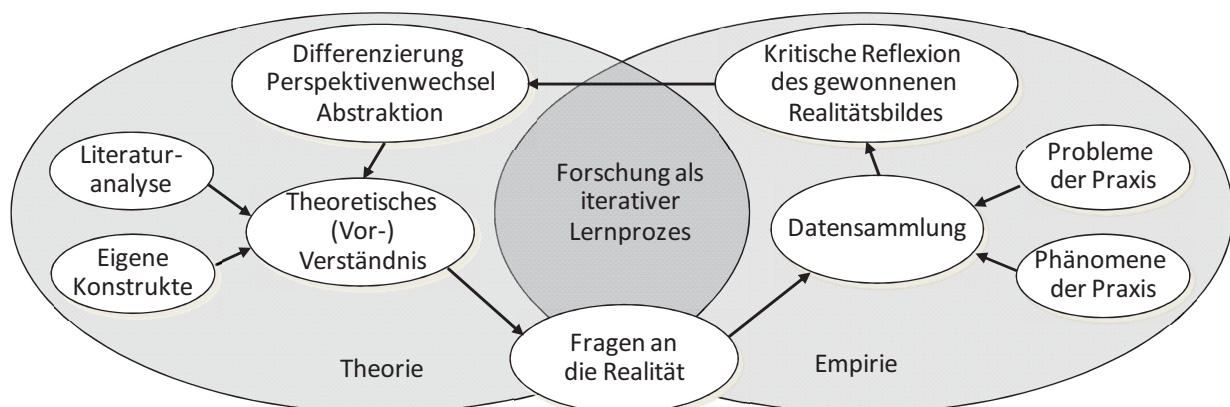 Differenzierung
Perspektivenwechsel
Abstraktion
Kritische Reflexion
des gewonnenen
Realitätsbildes
Literatur-
analyse
Theoretisches
(Vor-)
Verständnis
Eigene
Konstrukte
Forschung als
iterativer
Lernprozes
Datensammlung
Probleme
der Praxis
Phänomene
der Praxis
Theorie
Fragen an
die Realität
Empirie